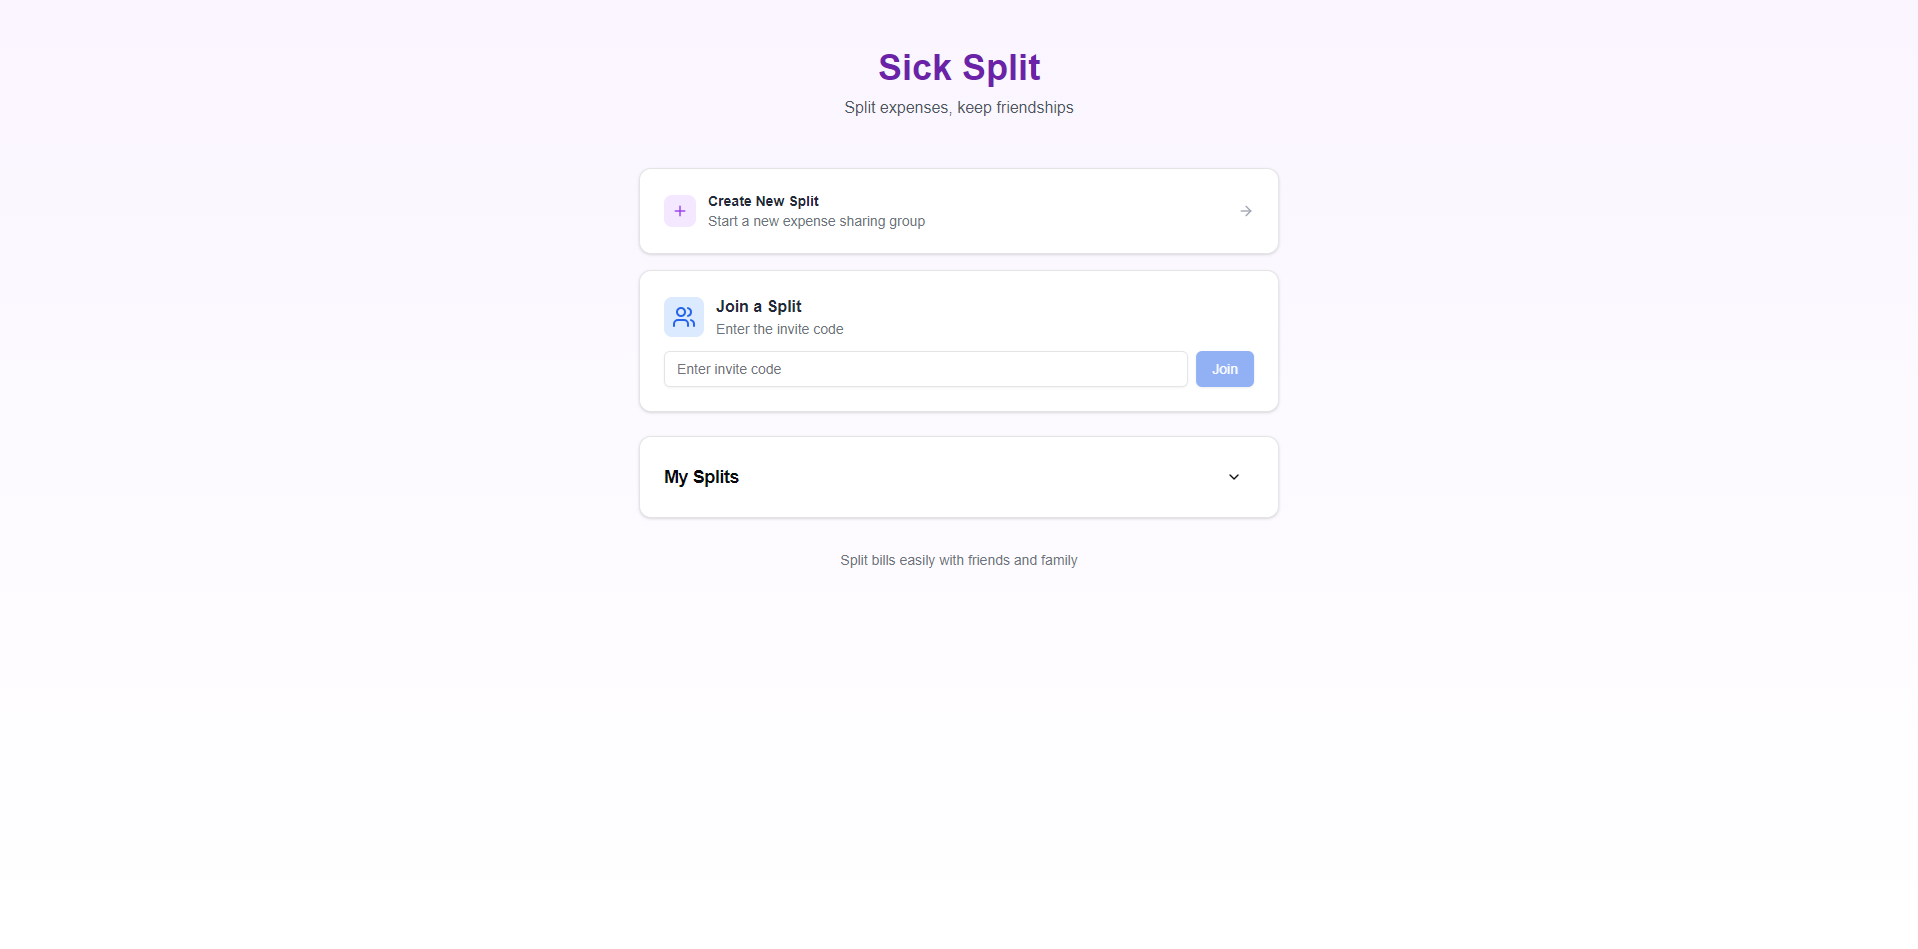 Sick Split
Split expenses, keep friendships
Create New Split
Start a new expense sharing group
Join a Split
Enter the invite code
Enter invite code
Join
My Splits
Split bills easily with friends and family